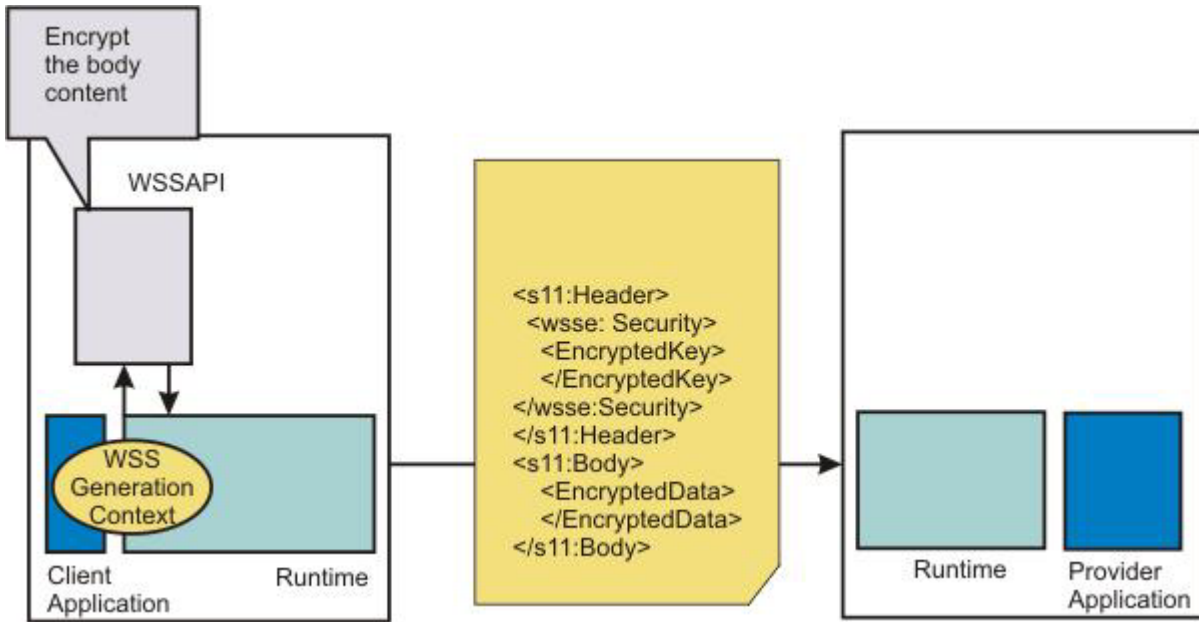 Encrypt
the body
content
WSSAPI
WSS
Generation
Context
Client
Application
Runtime
<s11:Header>
<wsse: Security>
<EncryptedKey>
</EncryptedKey>
</wsse:Security>
</s11:Header>
<s11:Body>
<EncryptedData>
</EncryptedData>
</s11:Body>
Runtime
Provider
Application